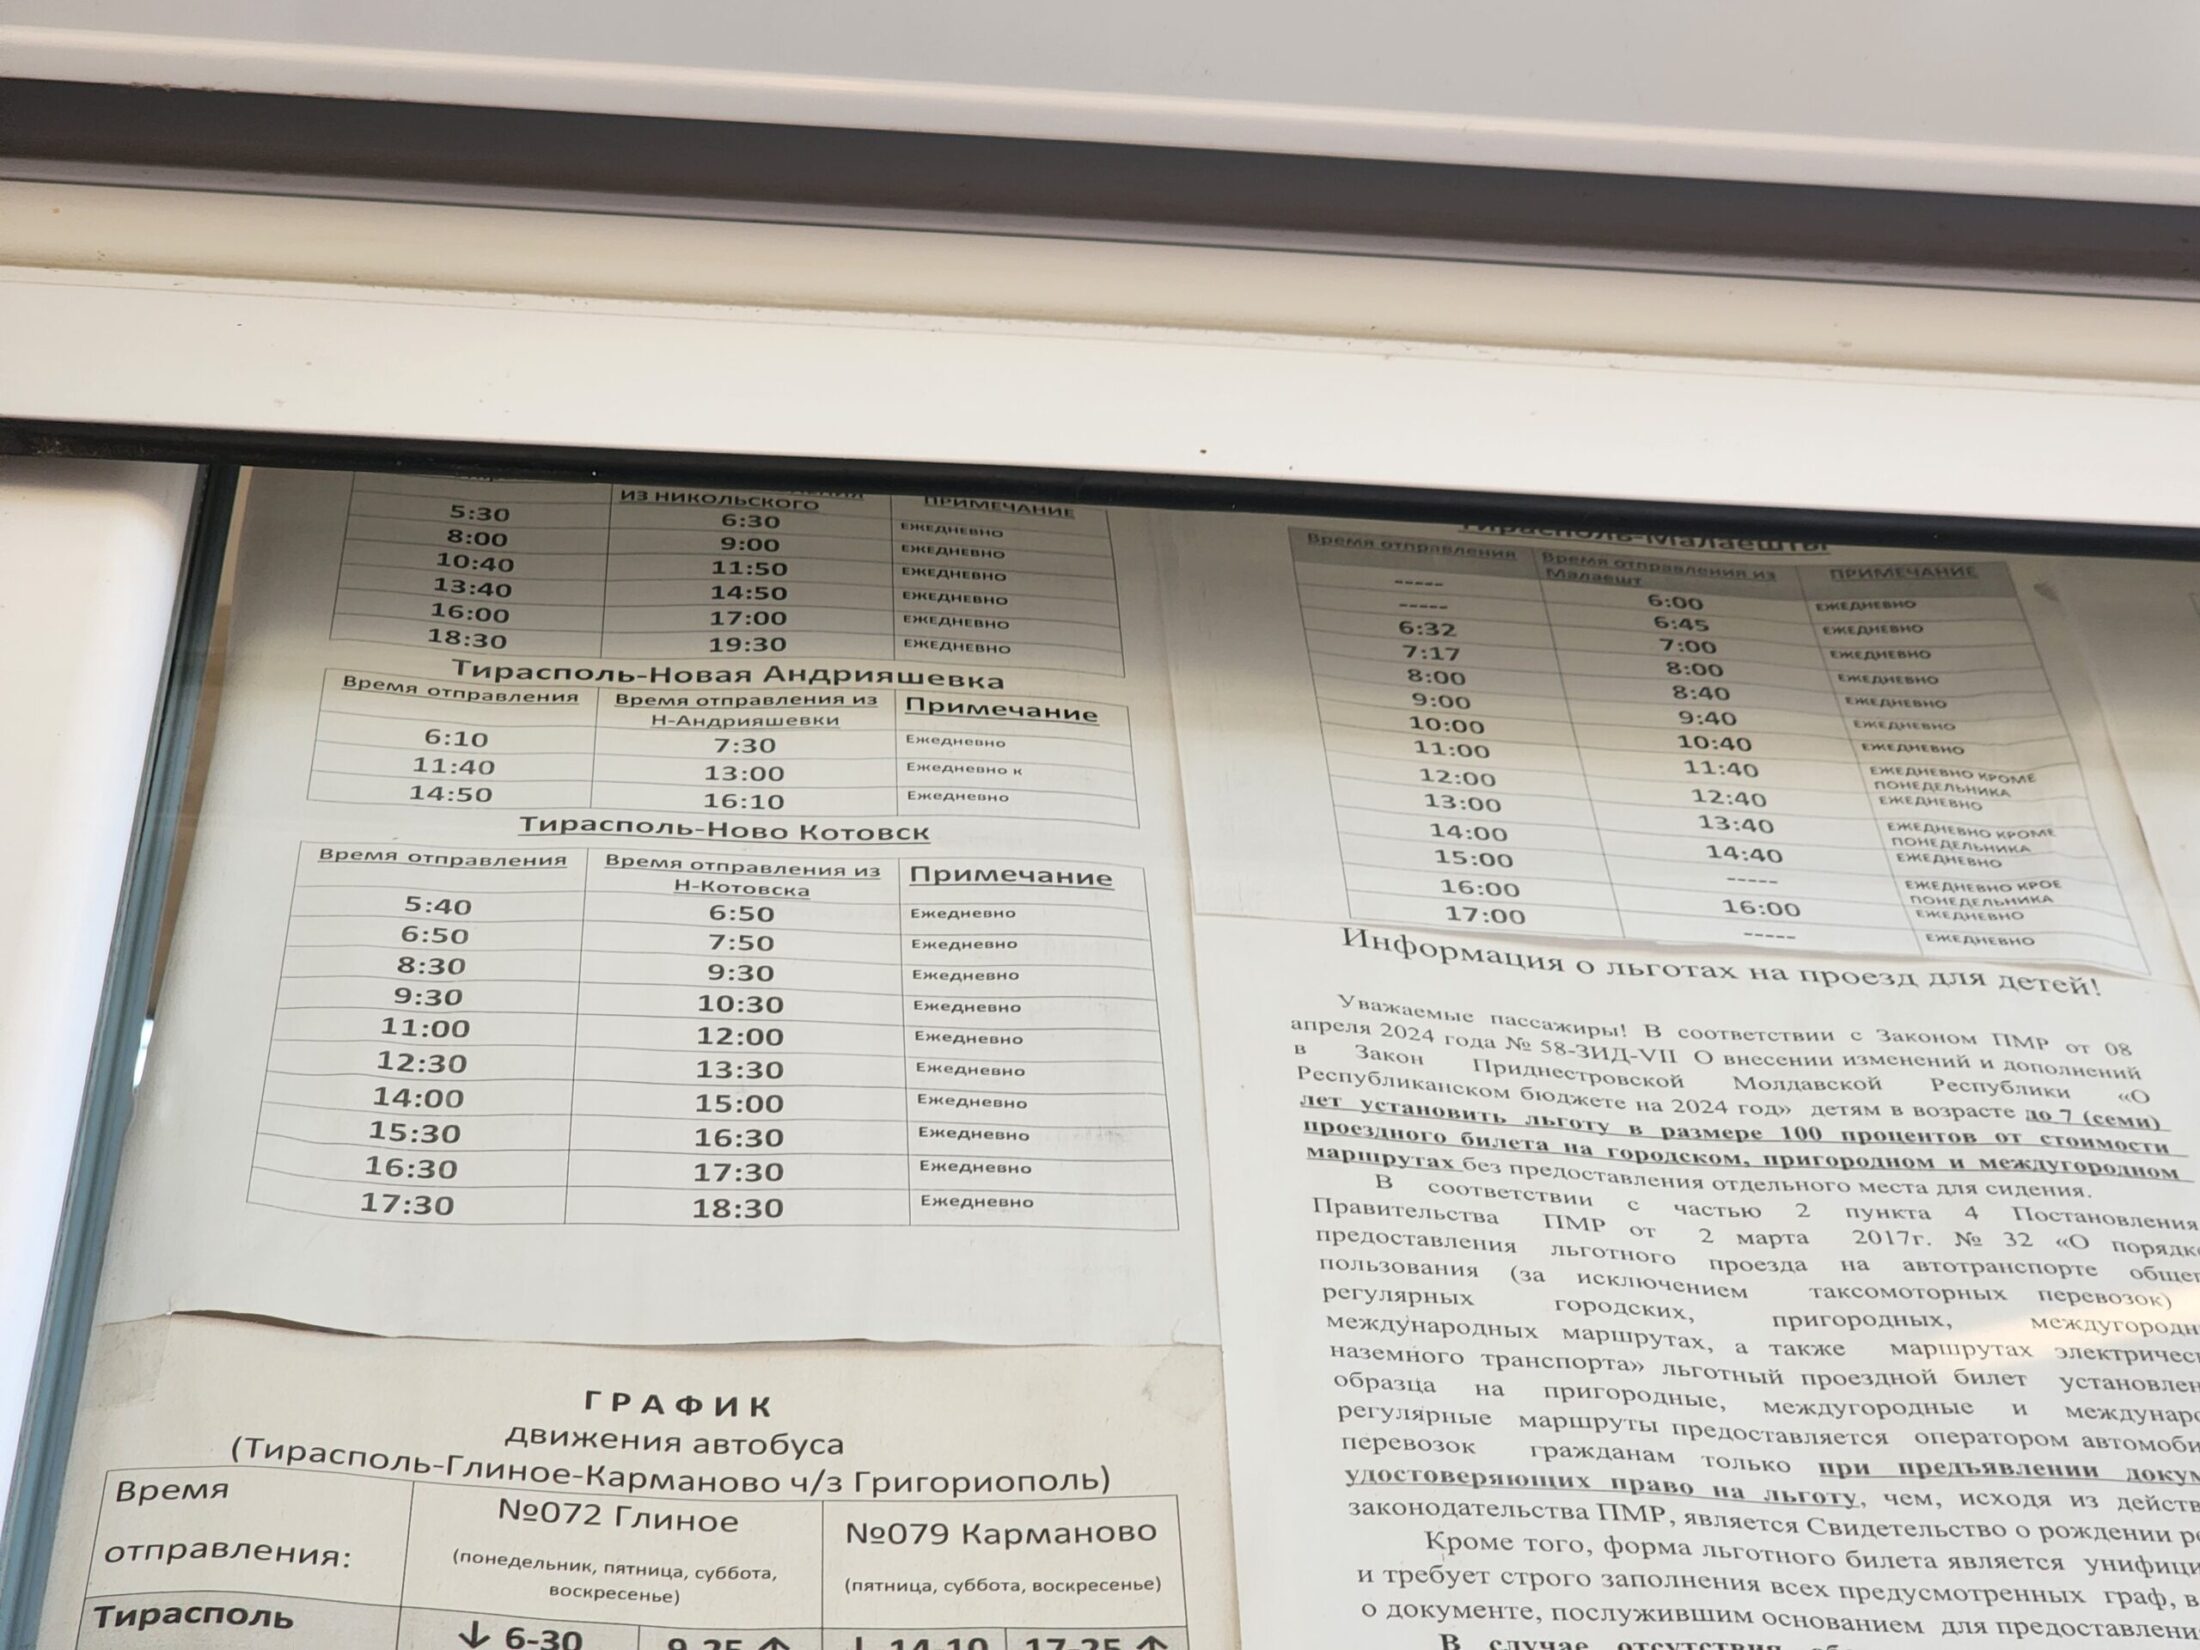 ИЗ НИКОЛЬСКОГО ПРИМЕЧАНИЕ
5:30 6:30 ЕЖЕДНЕВНО
8:00 9:00 ЕЖЕДНЕВНО
10:40 11:50 ЕЖЕДНЕВНО
13:40 14:50 ЕЖЕДНЕВНО
16:00 17:00 ЕЖЕДНЕВНО
18:30 19:30 ЕЖЕДНЕВНО
Тирасполь-Новая Андрияшевка
Время отправления Время отправления из Примечание
Н-Андрияшевки
6:10 7:30 Ежедневно
11:40 13:00 Ежедневно к
14:50 16:10 Ежедневно
Тирасполь-Ново Котовск
Время отправления Время отправления из Примечание
Н-Котовска
5:40 6:50 Ежедневно
6:50 7:50 Ежедневно
8:30 9:30 Ежедневно
9:30 10:30 Ежедневно
11:00 12:00 Ежедневно
12:30 13:30 Ежедневно
14:00 15:00 Ежедневно
15:30 16:30 Ежедневно
16:30 17:30 Ежедневно
17:30 18:30 Ежедневно
ГРАФИК
движения автобуса
(Тирасполь-Глиное-Карманово ч/з Григориополь)
Время
отправления:
№072 Глиное
(понедельник, пятница, суббота,
воскресенье)
№079 Карманово
(пятница, суббота, воскресенье)
Тирасполь ↓ 6-30 9-25 ↑ ↓ 14-10 17-25 ↑
Тирасполь-Малаешты
Время отправления Время отправления из ПРИМЕЧАНИЕ
Малаешт
----- 6:00 ЕЖЕДНЕВНО
----- 6:45 ЕЖЕДНЕВНО
6:32 7:00 ЕЖЕДНЕВНО
7:17 8:00 ЕЖЕДНЕВНО
8:00 8:40 ЕЖЕДНЕВНО
9:00 9:40 ЕЖЕДНЕВНО
10:00 10:40 ЕЖЕДНЕВНО
11:00 11:40 ЕЖЕДНЕВНО КРОМЕ
ПОНЕДЕЛЬНИКА
12:00 12:40 ЕЖЕДНЕВНО
13:00 13:40 ЕЖЕДНЕВНО КРОМЕ
ПОНЕДЕЛЬНИКА
14:00 14:40 ЕЖЕДНЕВНО
15:00 ----- ЕЖЕДНЕВНО КРОЕ
ПОНЕДЕЛЬНИКА
16:00 16:00 ЕЖЕДНЕВНО
17:00 ----- ЕЖЕДНЕВНО
Информация о льготах на проезд для детей!
Уважаемые пассажиры! В соответствии с Законом ПМР от 08
апреля 2024 года № 58-ЗИД-VII О внесении изменений и дополнений
в Закон Приднестровской Молдавской Республики «О
Республиканском бюджете на 2024 год» детям в возрасте до 7 (семи)
лет установить льготу в размере 100 процентов от стоимости
проездного билета на городском, пригородном и междугородном
маршрутах без предоставления отдельного места для сидения.
В соответствии с частью 2 пункта 4 Постановления
Правительства ПМР от 2 марта 2017г. № 32 «О порядке
предоставления льготного проезда на автотранспорте
пользования (за исключением таксомоторных перевозок)
регулярных городских, пригородных,
международных маршрутах, а также маршрутах
наземного транспорта» льготный проездной билет
образца на пригородные, междугородные и
регулярные маршруты предоставляется оператором
перевозок гражданам только при предъявлении
удостоверяющих право на льготу, чем, исходя из
законодательства ПМР, является Свидетельство о рождении
Кроме того, форма льготного билета является
и требует строго заполнения всех предусмотренных граф,
о документе, послужившим основанием для
В случае отсутствия